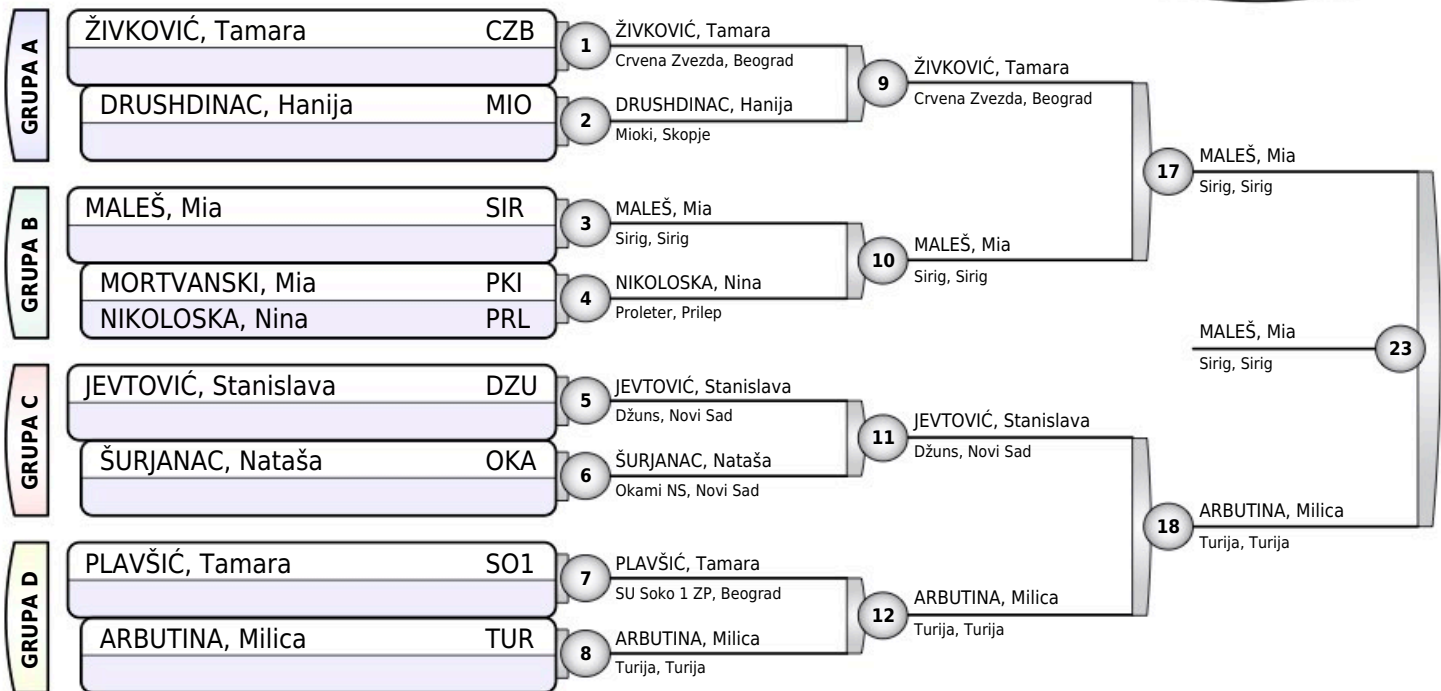 GRUPA A
ŽIVKOVIĆ, Tamara CZB
DRUSHDINAC, Hanija MIO
GRUPA B
MALEŠ, Mia SIR
MORTVANSKI, Mia PKI
NIKOLOSKA, Nina PRL
GRUPA C
JEVTOVIĆ, Stanislava DZU
ŠURJANAC, Nataša OKA
GRUPA D
PLAVŠIĆ, Tamara SO1
ARBUTINA, Milica TUR
1
ŽIVKOVIĆ, Tamara
Crvena Zvezda, Beograd
2
DRUSHDINAC, Hanija
Mioki, Skopje
3
MALEŠ, Mia
Sirig, Sirig
4
NIKOLOSKA, Nina
Proleter, Prilep
5
JEVTOVIĆ, Stanislava
Džuns, Novi Sad
6
ŠURJANAC, Nataša
Okami NS, Novi Sad
7
PLAVŠIĆ, Tamara
SU Soko 1 ZP, Beograd
8
ARBUTINA, Milica
Turija, Turija
9
ŽIVKOVIĆ, Tamara
Crvena Zvezda, Beograd
10
MALEŠ, Mia
Sirig, Sirig
11
JEVTOVIĆ, Stanislava
Džuns, Novi Sad
12
ARBUTINA, Milica
Turija, Turija
17
MALEŠ, Mia
Sirig, Sirig
18
ARBUTINA, Milica
Turija, Turija
MALEŠ, Mia
Sirig, Sirig
23